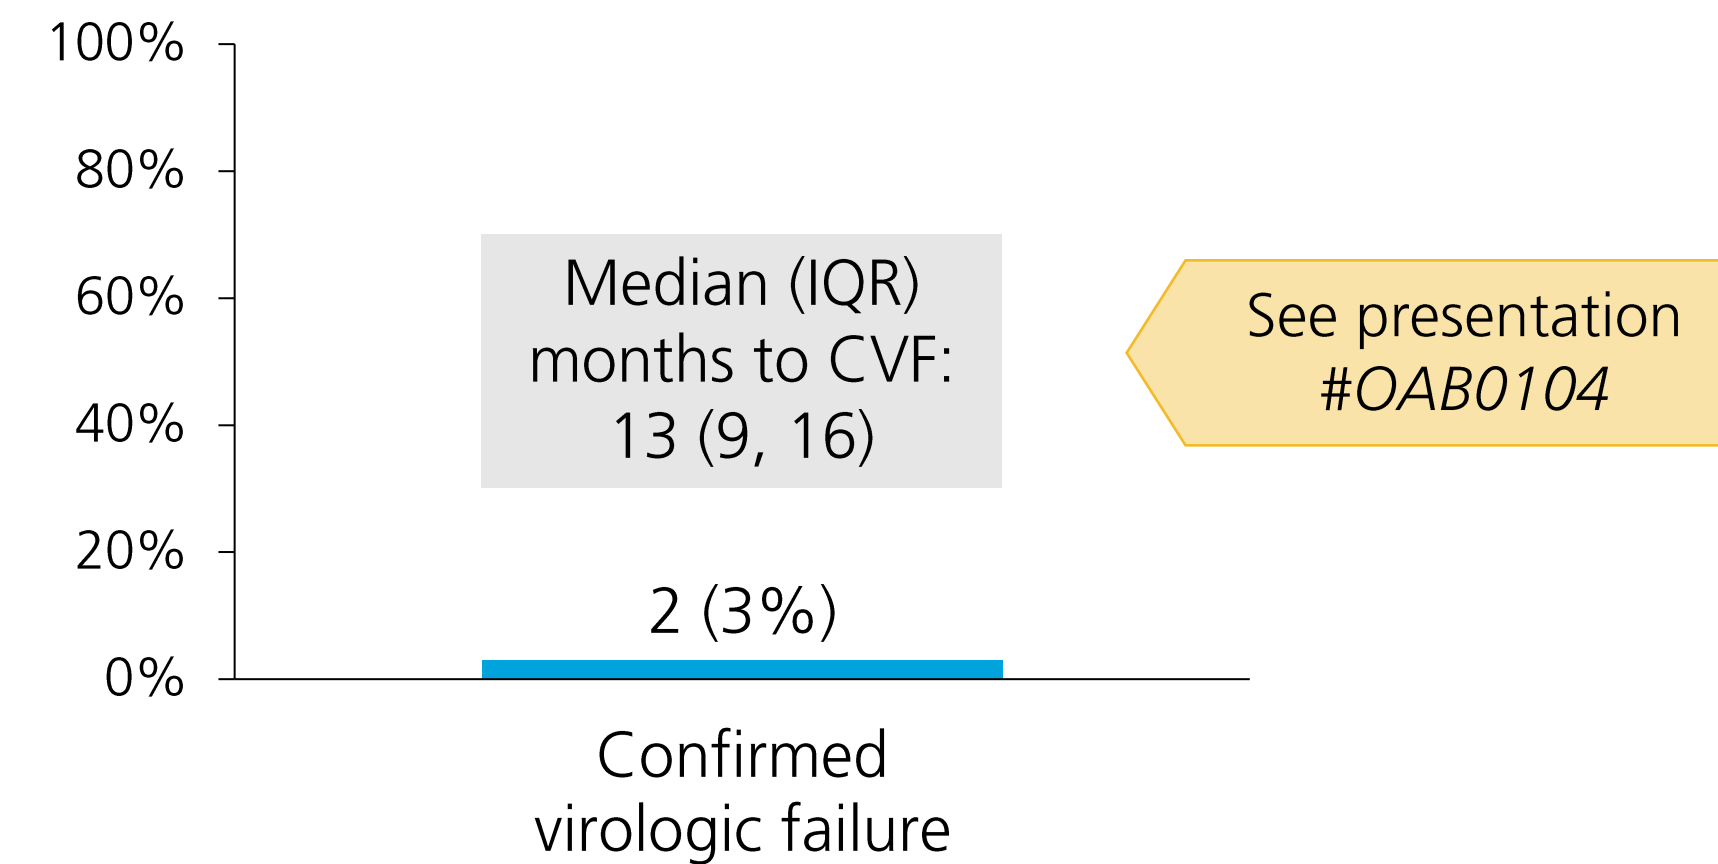 100%
80%
60%
40%
20%
0%
Median (IQR)
months to CVF:
13 (9, 16)
2 (3%)
Confirmed
virologic failure
See presentation
#OAB0104